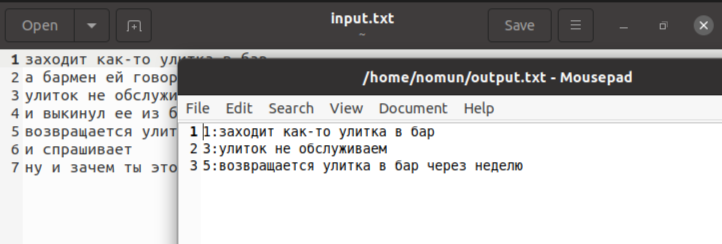 Open
input.txt
~
Save
1 заходит как-то улитка в бар
2 а бармен ей
3 улиток не
4 и выкинул ее из
5 возвращается
6 и спрашивает
7 ну и зачем ты это
/home/nomun/output.txt - Mousepad
File Edit Search View Document Help
1 1:заходит как-то улитка в бар
2 3:улиток не обслуживаем
3 5:возвращается улитка в бар через неделю